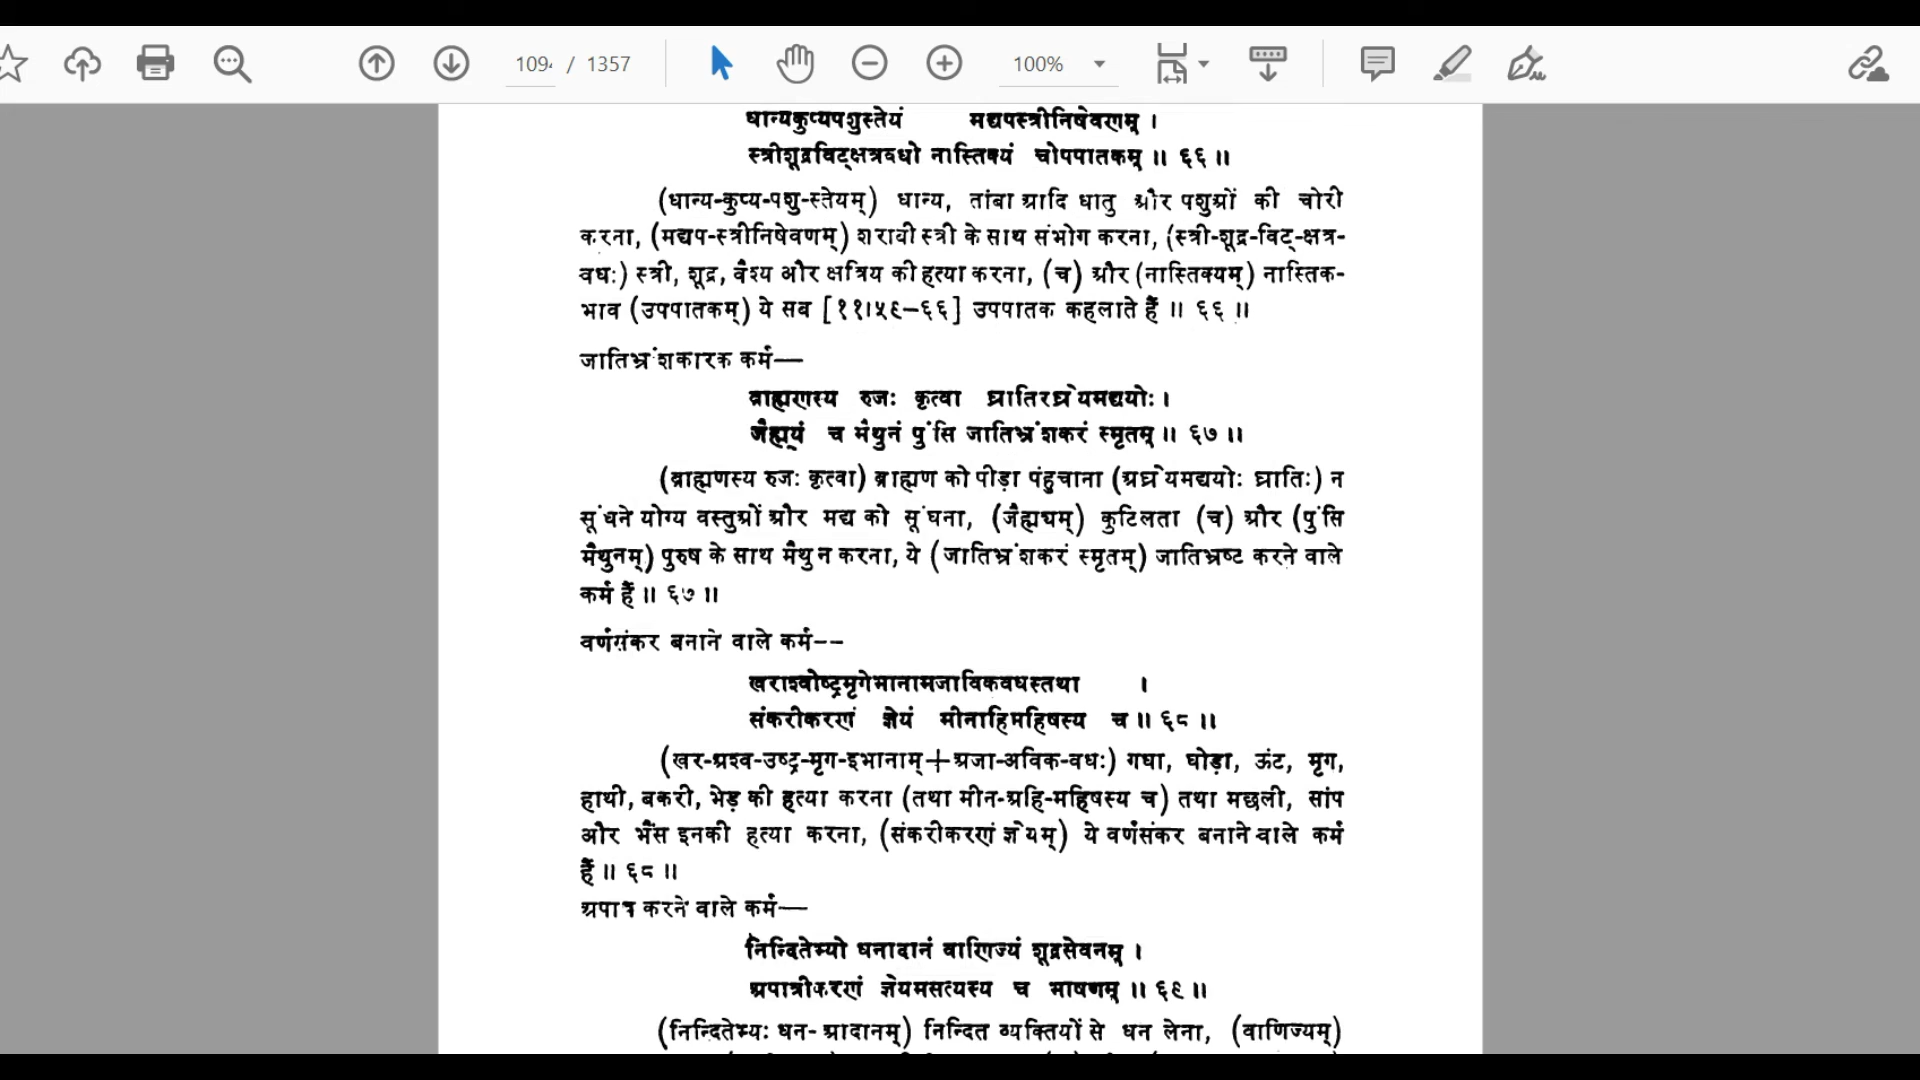 1094 / 1357
100%
धान्यकुप्यपशुस्तेयं मद्यपस्त्रीनिषेवणम् ।
स्त्रीशूद्रविट्क्षत्रवधो नास्तिक्यं चोपपातकम् ॥ ६६ ॥
(धान्य-कुप्य-पशु-स्तेयम्) धान्य, तांबा आदि धातु और पशुओं की चोरी
करना, (मद्यप-स्त्रीनिषेवणम्) शराबी स्त्री के साथ संभोग करना, (स्त्री-शूद्र-विट्-क्षत्र-
वधः) स्त्री, शूद्र, वैश्य और क्षत्रिय की हत्या करना, (च) और (नास्तिक्यम्) नास्तिक-
भाव (उपपातकम्) ये सब [११।५९–६६] उपपातक कहलाते हैं ॥ ६६ ॥
जातिभ्रंशकारक कर्म—
ब्राह्मणस्य रुजः कृत्वा घ्रातिरघ्रेयमद्ययोः ।
जैह्म्यं च मैथुनं पुंसि जातिभ्रंशकरं स्मृतम् ॥ ६७ ॥
(ब्राह्मणस्य रुजः कृत्वा) ब्राह्मण को पीड़ा पंहुचाना (अघ्रेयमद्ययोः घ्रातिः) न
सूंघने योग्य वस्तुओं और मद्य को सूंघना, (जैह्म्यम्) कुटिलता (च) और (पुंसि
मैथुनम्) पुरुष के साथ मैथुन करना, ये (जातिभ्रंशकरं स्मृतम्) जातिभ्रष्ट करने वाले
कर्म हैं ॥ ६७ ॥
वर्णसंकर बनाने वाले कर्म--
खराश्वोष्ट्रमृगेभानामजाविकवधस्तथा ।
संकरीकरणं ज्ञेयं मीनाहिमहिषस्य च ॥ ६८ ॥
(खर-अश्व-उष्ट्र-मृग-इभानाम्+अजा-अविक-वधः) गधा, घोड़ा, ऊंट, मृग,
हाथी, बकरी, भेड़ की हत्या करना (तथा मीन-अहि-महिषस्य च) तथा मछली, सांप
और भैंस इनकी हत्या करना, (संकरीकरणं ज्ञेयम्) ये वर्णसंकर बनाने वाले कर्म
हैं ॥ ६८ ॥
अपात्र करने वाले कर्म—
निन्दितेभ्यो धनादानं वाणिज्यं शूद्रसेवनम् ।
अपात्रीकरणं ज्ञेयमसत्यस्य च भाषणम् ॥ ६९ ॥
(निन्दितेभ्यः धन-आदानम्) निन्दित व्यक्तियों से धन लेना, (वाणिज्यम्)